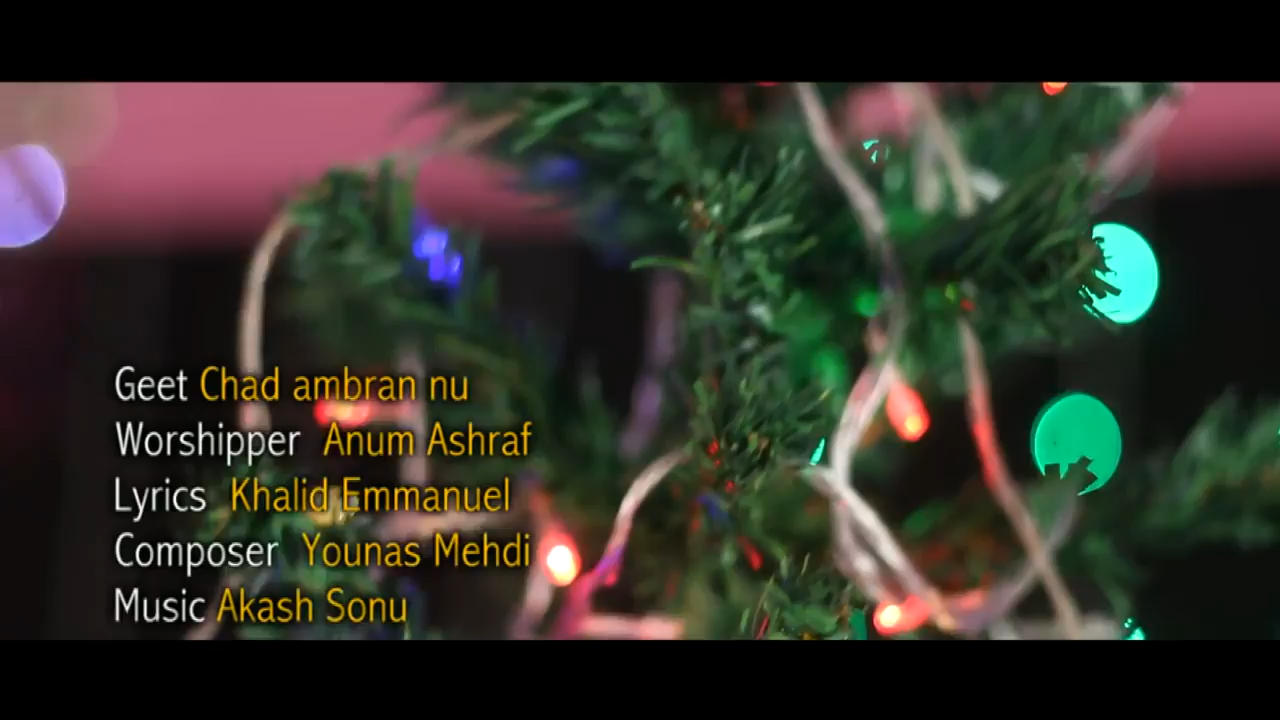 Geet Chad ambran nu
Worshipper Anum Ashraf
Lyrics Khalid Emmanuel
Composer Younas Mehdi
Music Akash Sonu